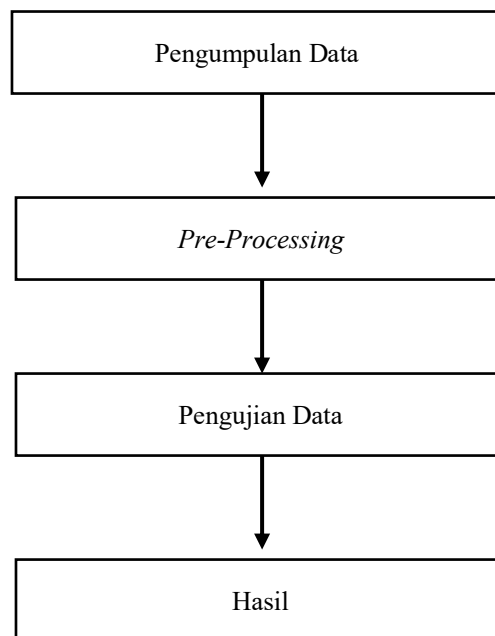 Pengumpulan Data
Pre-Processing
Pengujian Data
Hasil